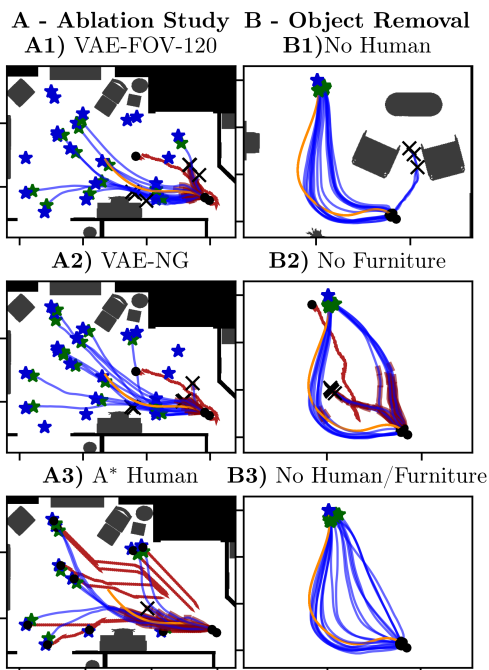 A - Ablation Study B - Object Removal
A1) VAE-FOV-120 B1)No Human
A2) VAE-NG B2) No Furniture
A3) A* Human B3) No Human/Furniture